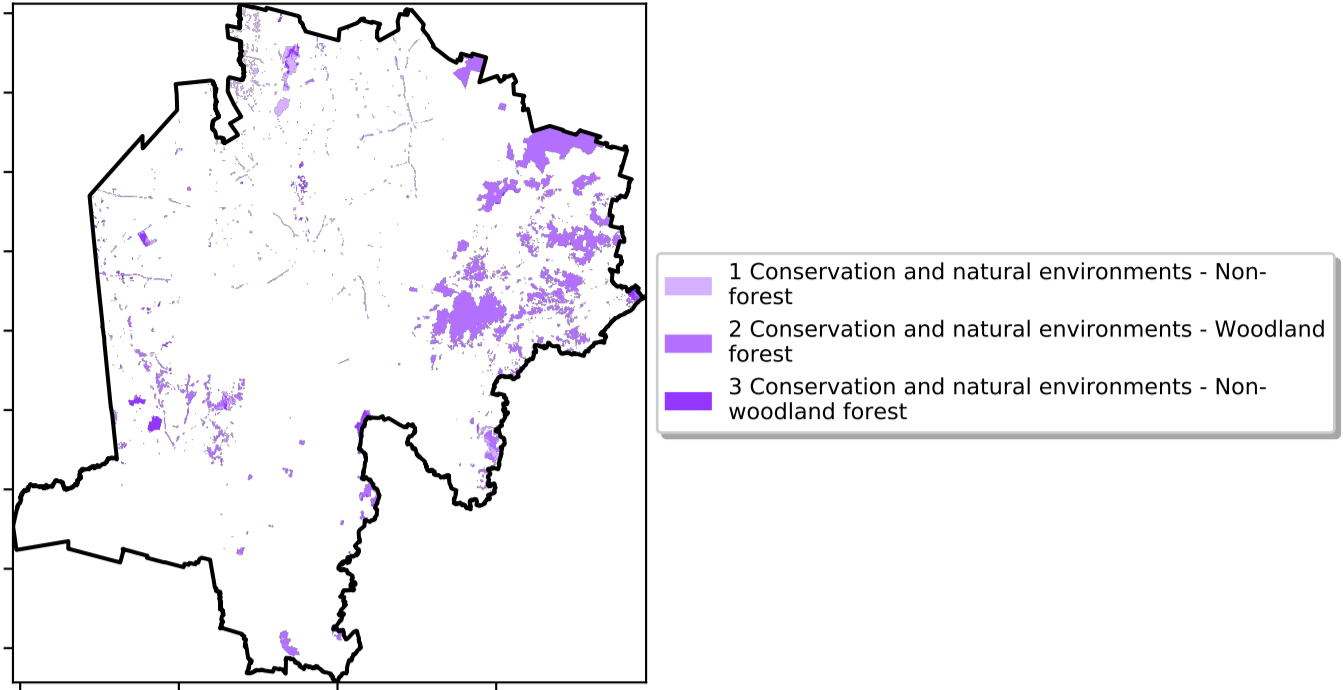 1 Conservation and natural environments - Non-
forest
2 Conservation and natural environments - Woodland
forest
3 Conservation and natural environments - Non-
woodland forest